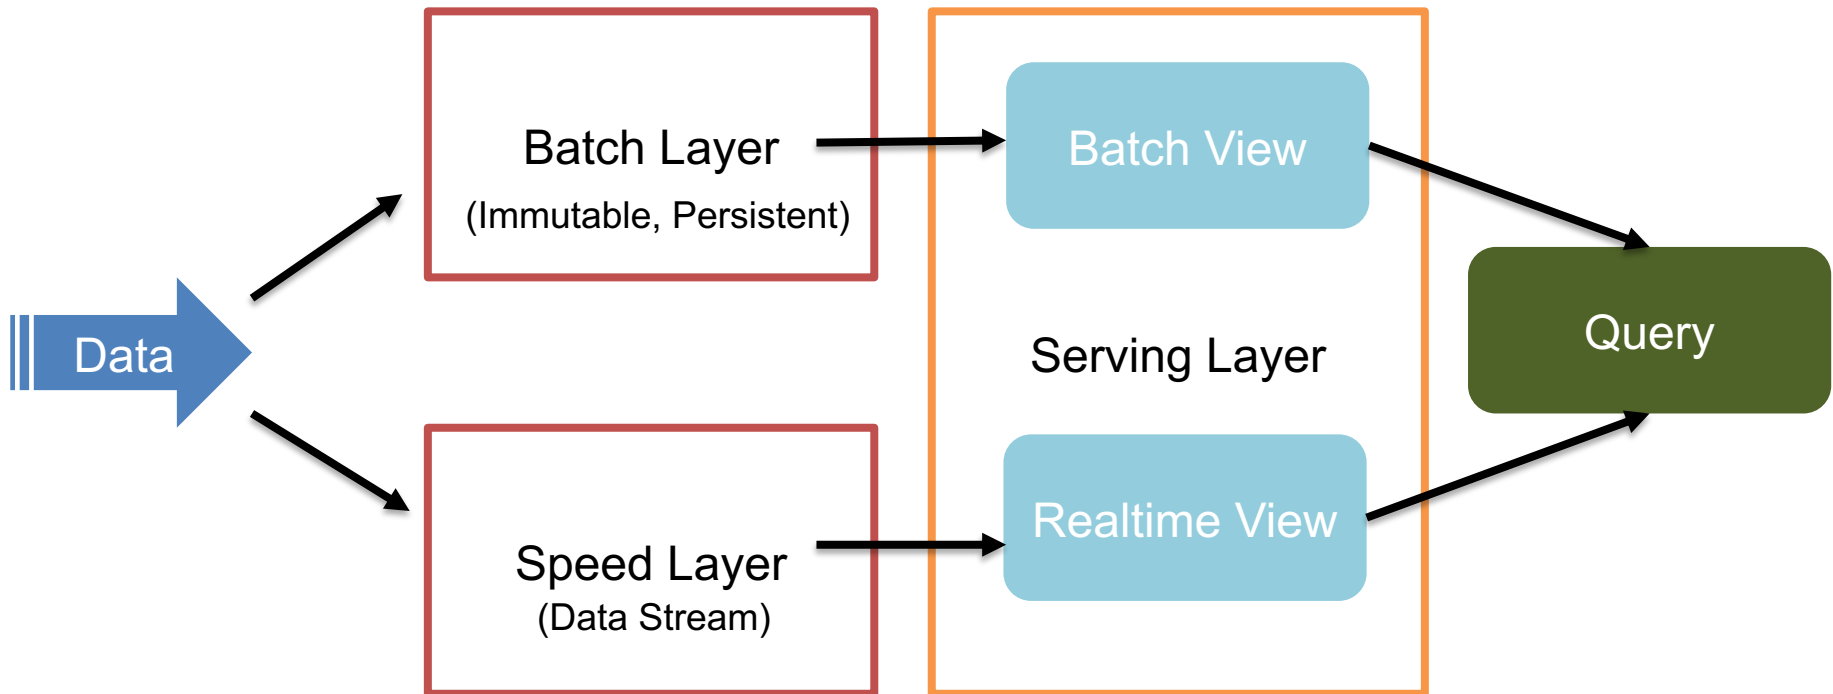 Data
Batch Layer
(Immutable, Persistent)
Speed Layer
(Data Stream)
Batch View
Serving Layer
Realtime View
Query